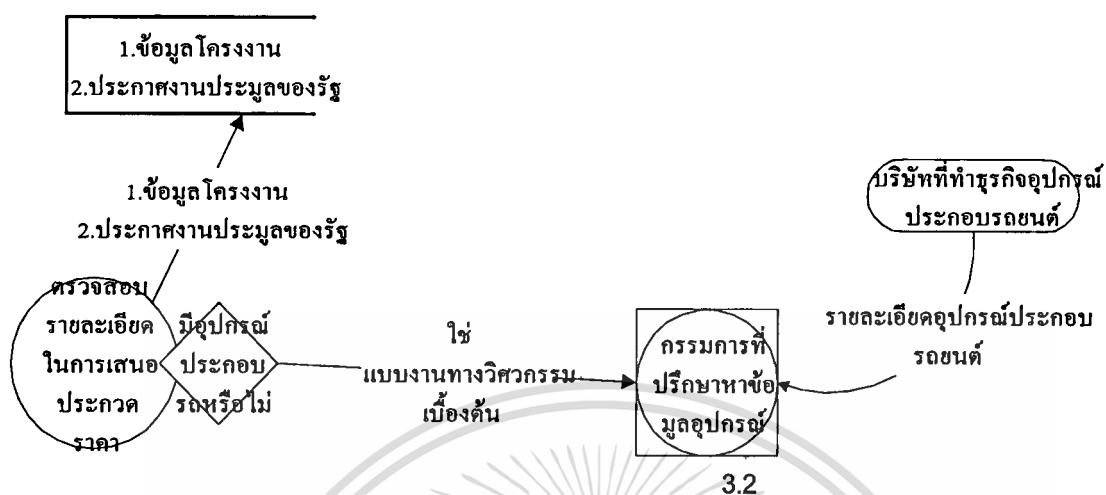 1.ข้อมูลโครงงาน
2.ประกาศงานประมูลของรัฐ
1.ข้อมูลโครงงาน
2.ประกาศงานประมูลของรัฐ
ตรวจสอบ
รายละเอียด
ในการเสนอ
ประกวด
ราคา
มีอุปกรณ์
ประกอบ
รถหรือไม่
ใช่
แบบงานทางวิศวกรรม
เบื้องต้น
กรรมการที่
ปรึกษาหาข้อ
มูลอุปกรณ์
3.2
บริษัทที่ทำธุรกิจอุปกรณ์
ประกอบรถยนต์
รายละเอียดอุปกรณ์ประกอบ
รถยนต์